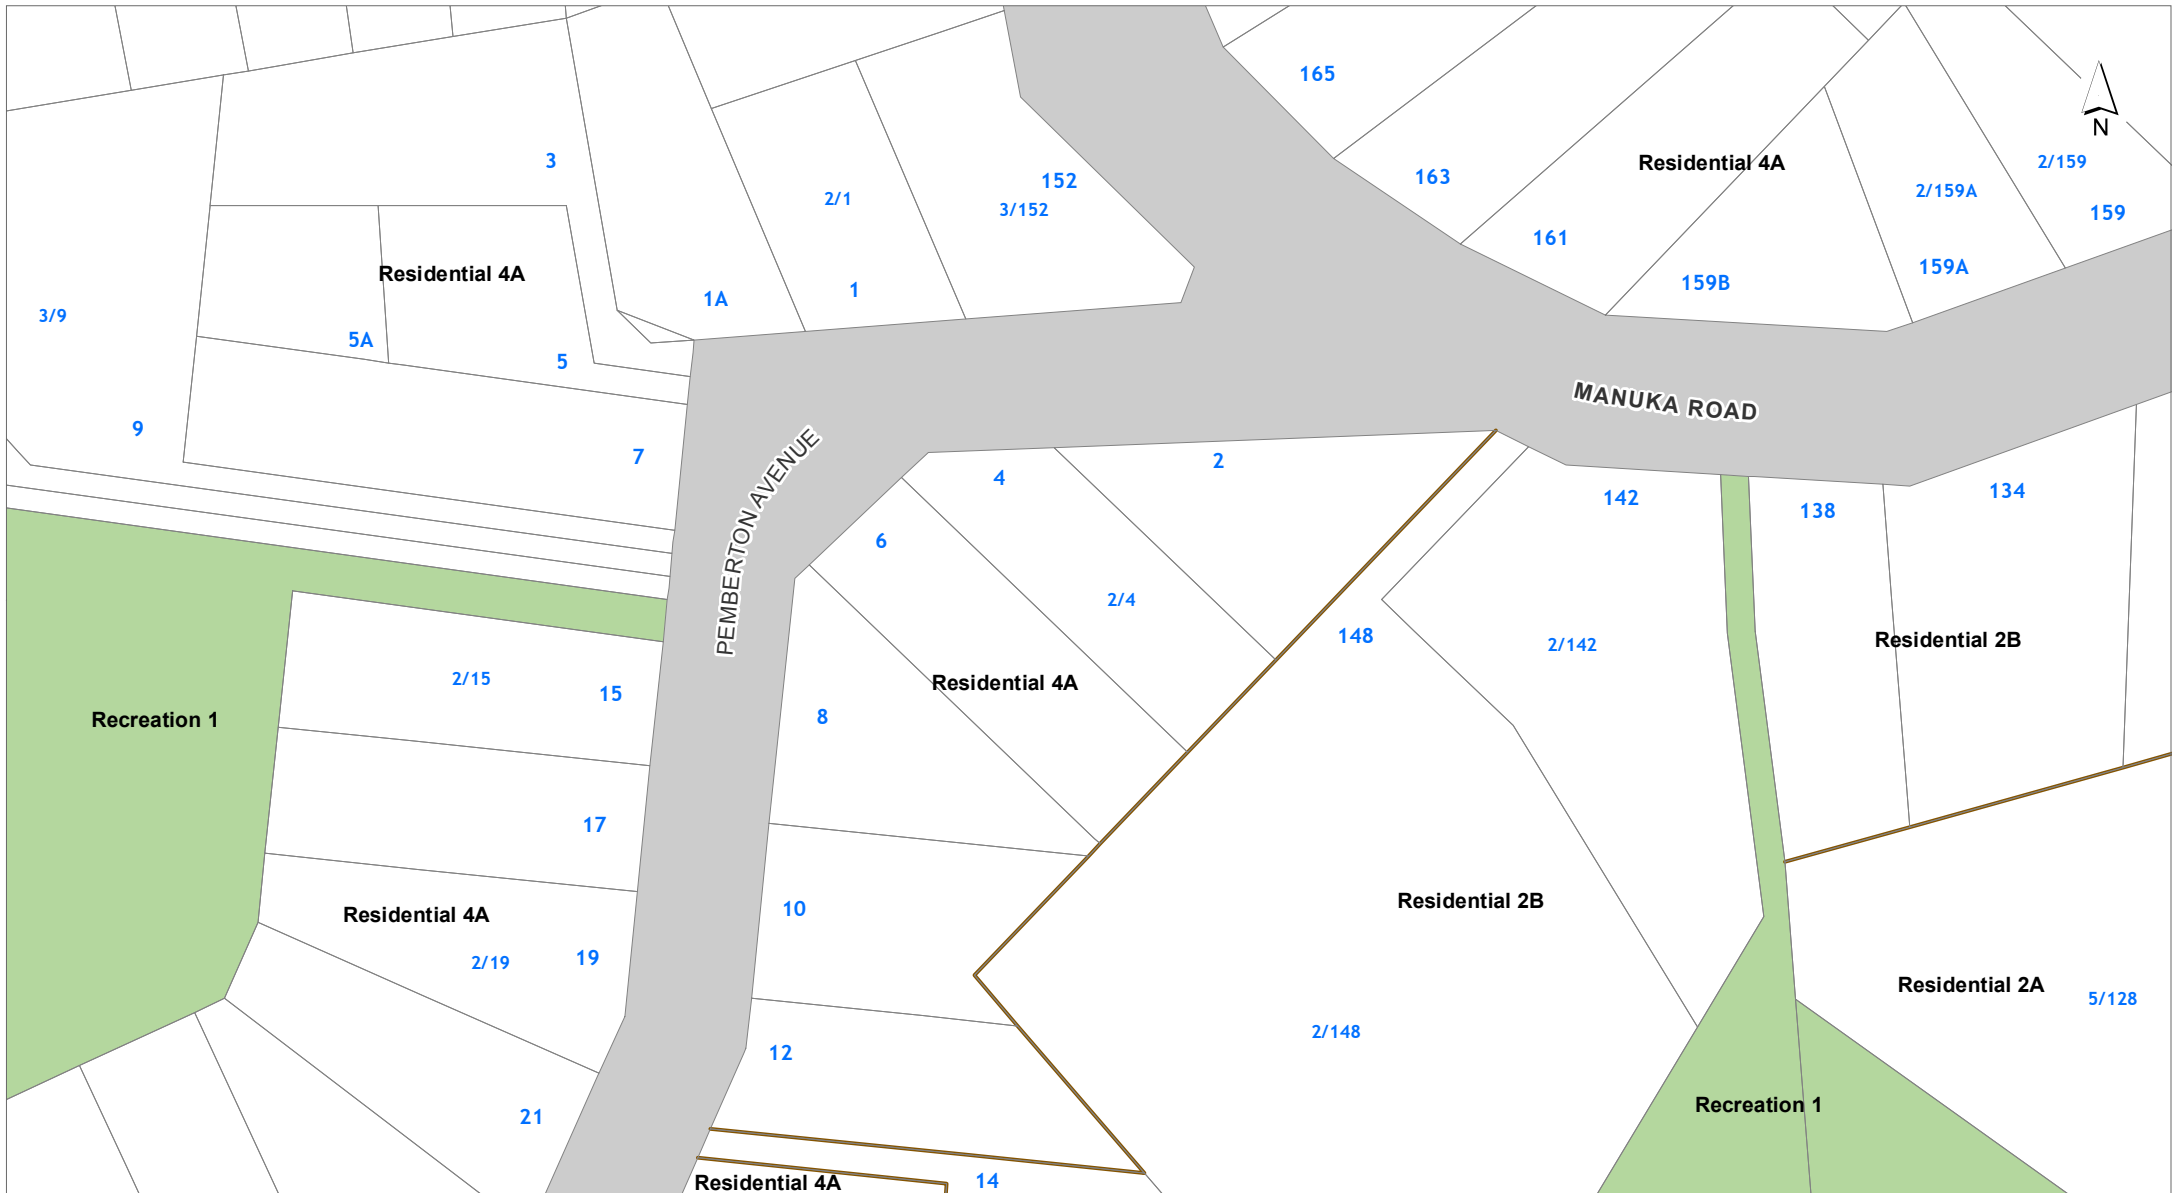 165
N
3
163
Residential 4A
2/159
152
2/1
2/159A
3/152
159
161
Residential 4A
159A
1A
1
159B
3/9
5A
5
MANUKA ROAD
9
7
PEMBERTON AVENUE
4
2
142
138
134
6
2/4
148
2/142
Residential 2B
2/15
15
Residential 4A
Recreation 1
8
17
10
Residential 2B
Residential 4A
2/19
19
Residential 2A
5/128
2/148
12
Recreation 1
21
Residential 4A
14